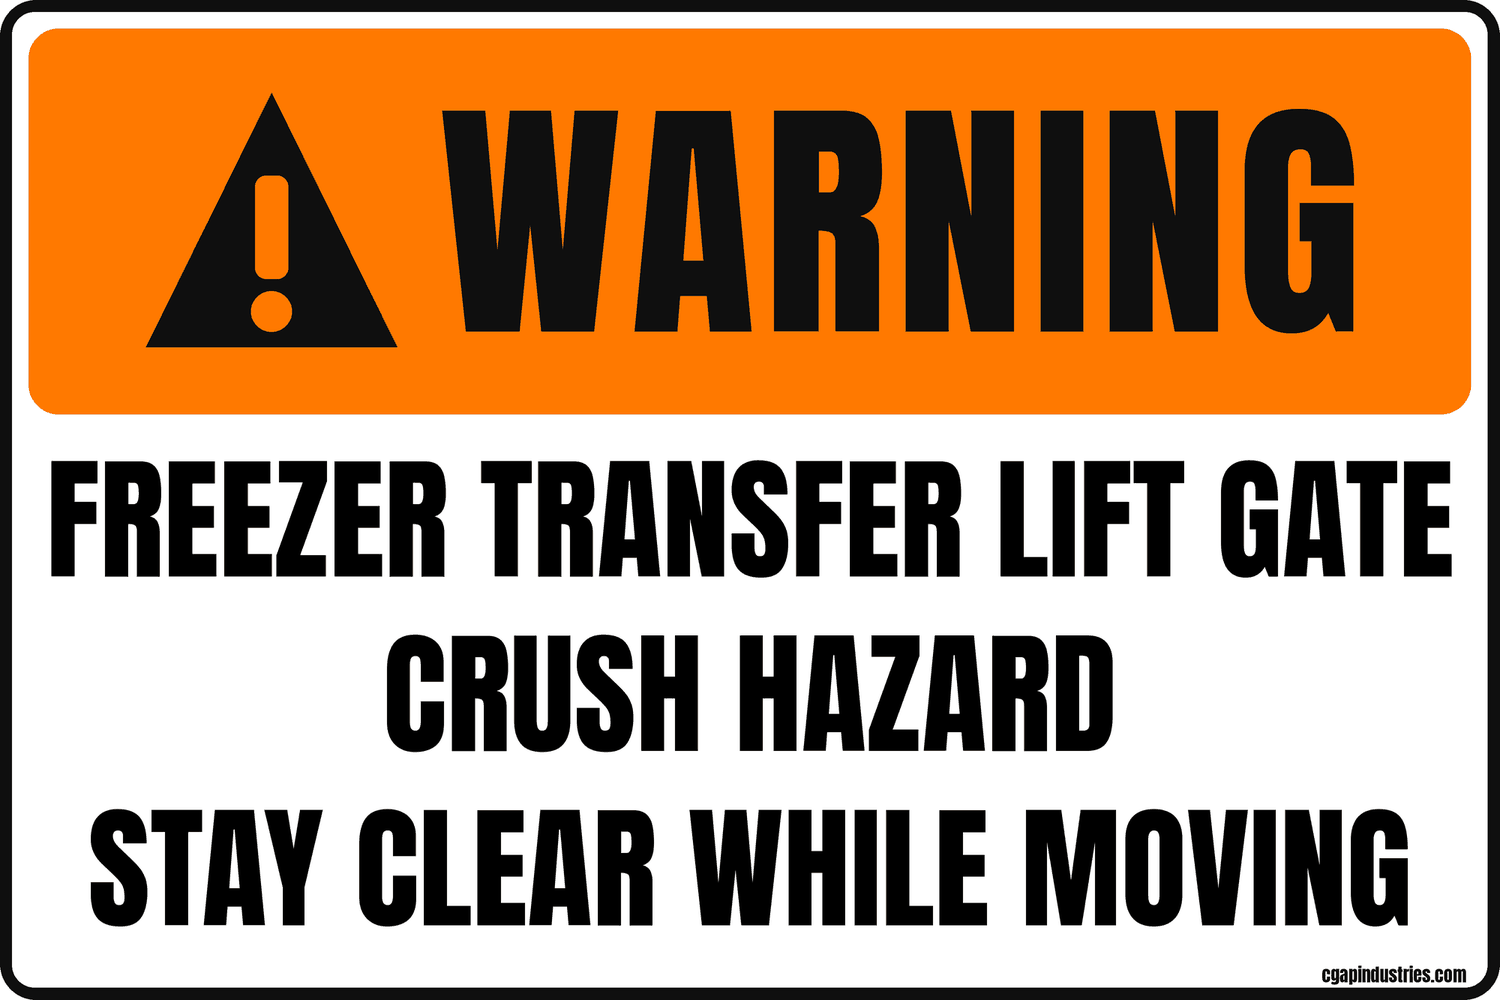 WARNING
FREEZER TRANSFER LIFT GATE
CRUSH HAZARD
STAY CLEAR WHILE MOVING
cgapindustries.com